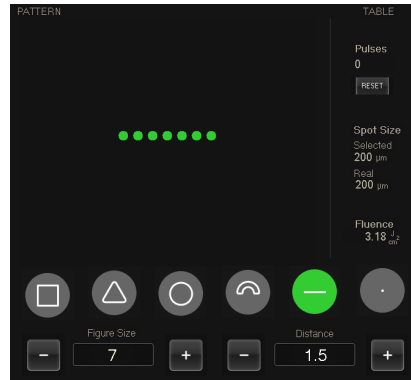 PATTERN
TABLE
Pulses
0
RESET
Spot Size
Selected
200 µm
Real
200 µm
Fluence
3.18 J/cm²
Figure Size
Distance
- 7 +
- 1.5 +